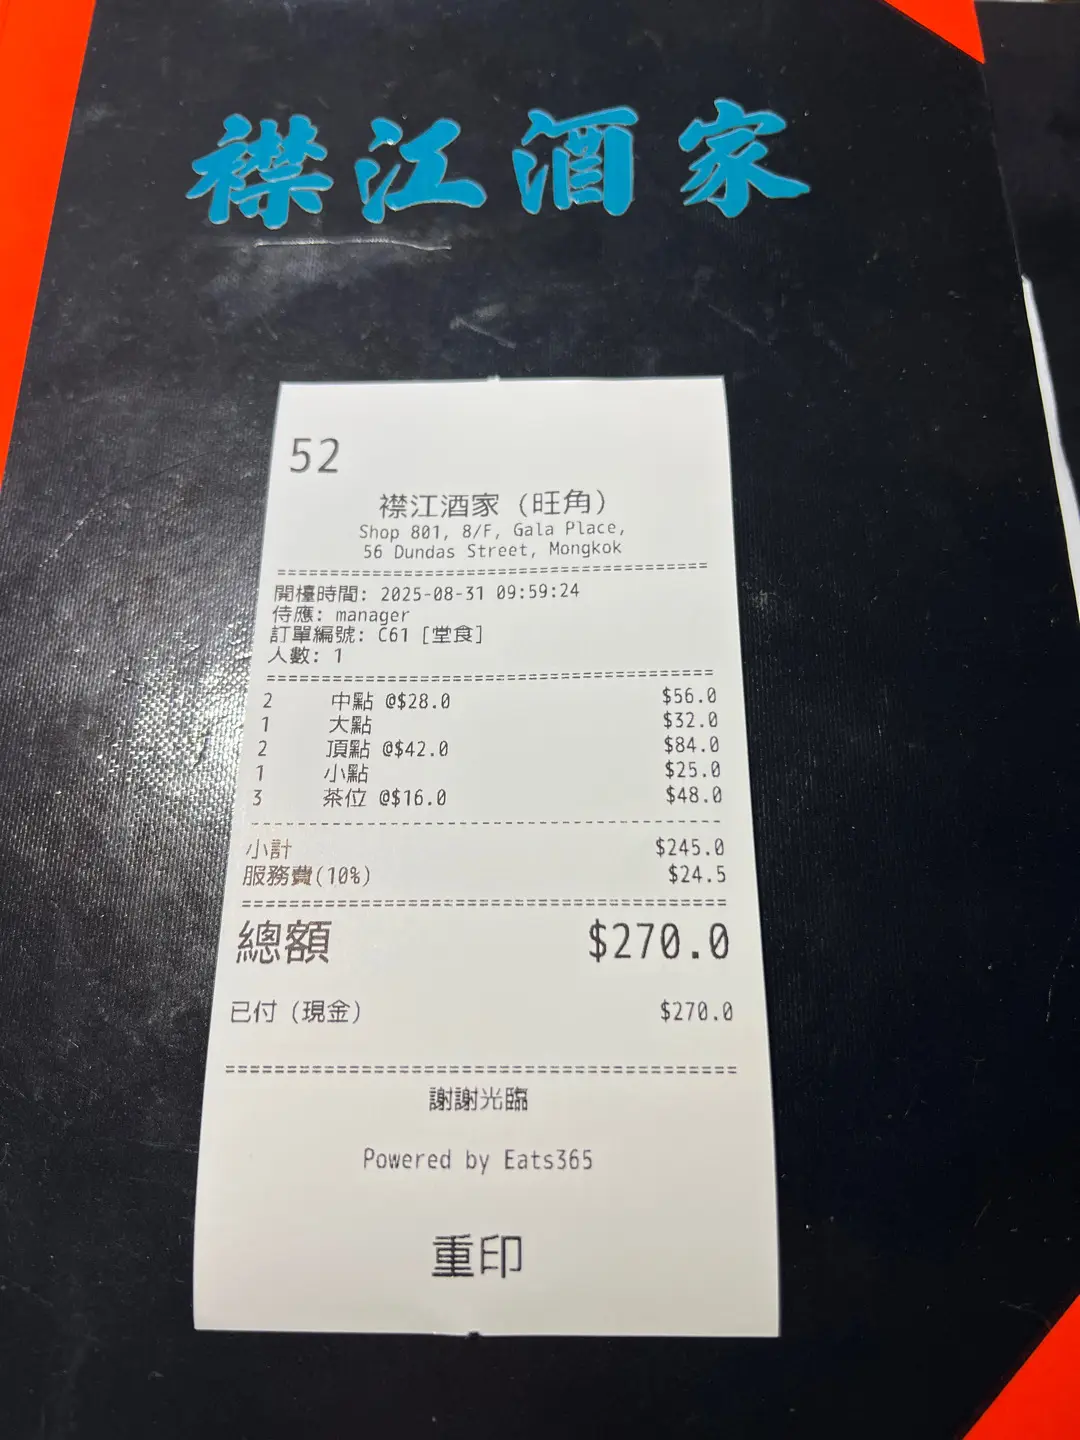 襟江酒家
52
襟江酒家 (旺角)
Shop 801, 8/F, Gala Place,
56 Dundas Street, Mongkok
========================================
開檯時間: 2025-08-31 09:59:24
侍應: manager
訂單編號: C61 [堂食]
人數: 1
========================================
2 中點 @$28.0 $56.0
1 大點 $32.0
2 頂點 @$42.0 $84.0
1 小點 $25.0
3 茶位 @$16.0 $48.0
----------------------------------------
小計 $245.0
服務費(10%) $24.5
========================================
總額 $270.0
已付 (現金) $270.0
========================================
謝謝光臨
Powered by Eats365
重印